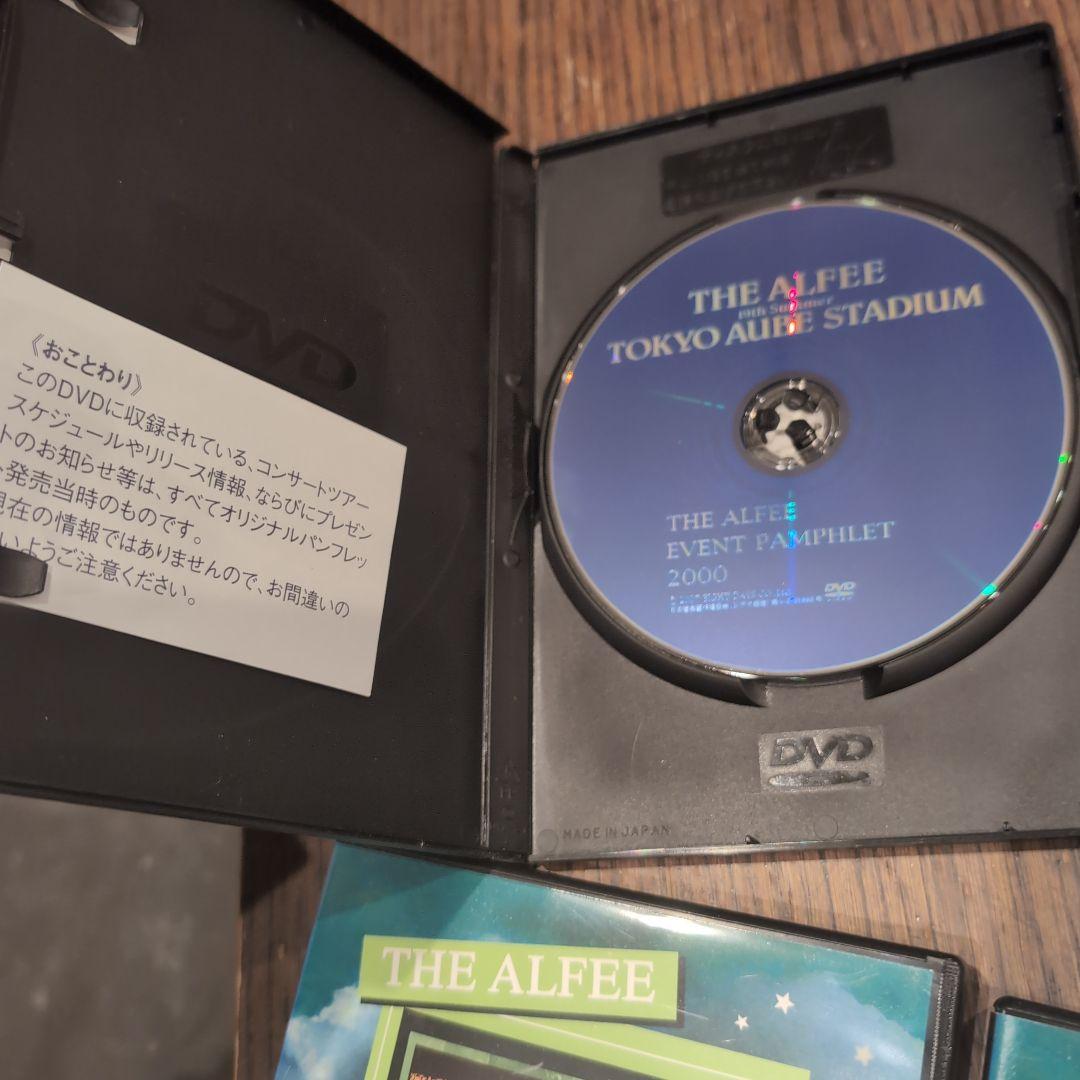 《おことわり》
このDVDに収録されている、コンサートツアー
スケジュールやリリース情報、ならびにプレゼン
トのお知らせ等は、すべてオリジナルパンフレッ
発売当時のものです。
在の情報ではありませんので、お間違いの
いようご注意ください。
DVD
THE ALFEE
19th Summer
TOKYO AUBE STADIUM
THE ALFEE
EVENT PAMPHLET
2000
DVD
DVD
MADE IN JAPAN
THE ALFEE